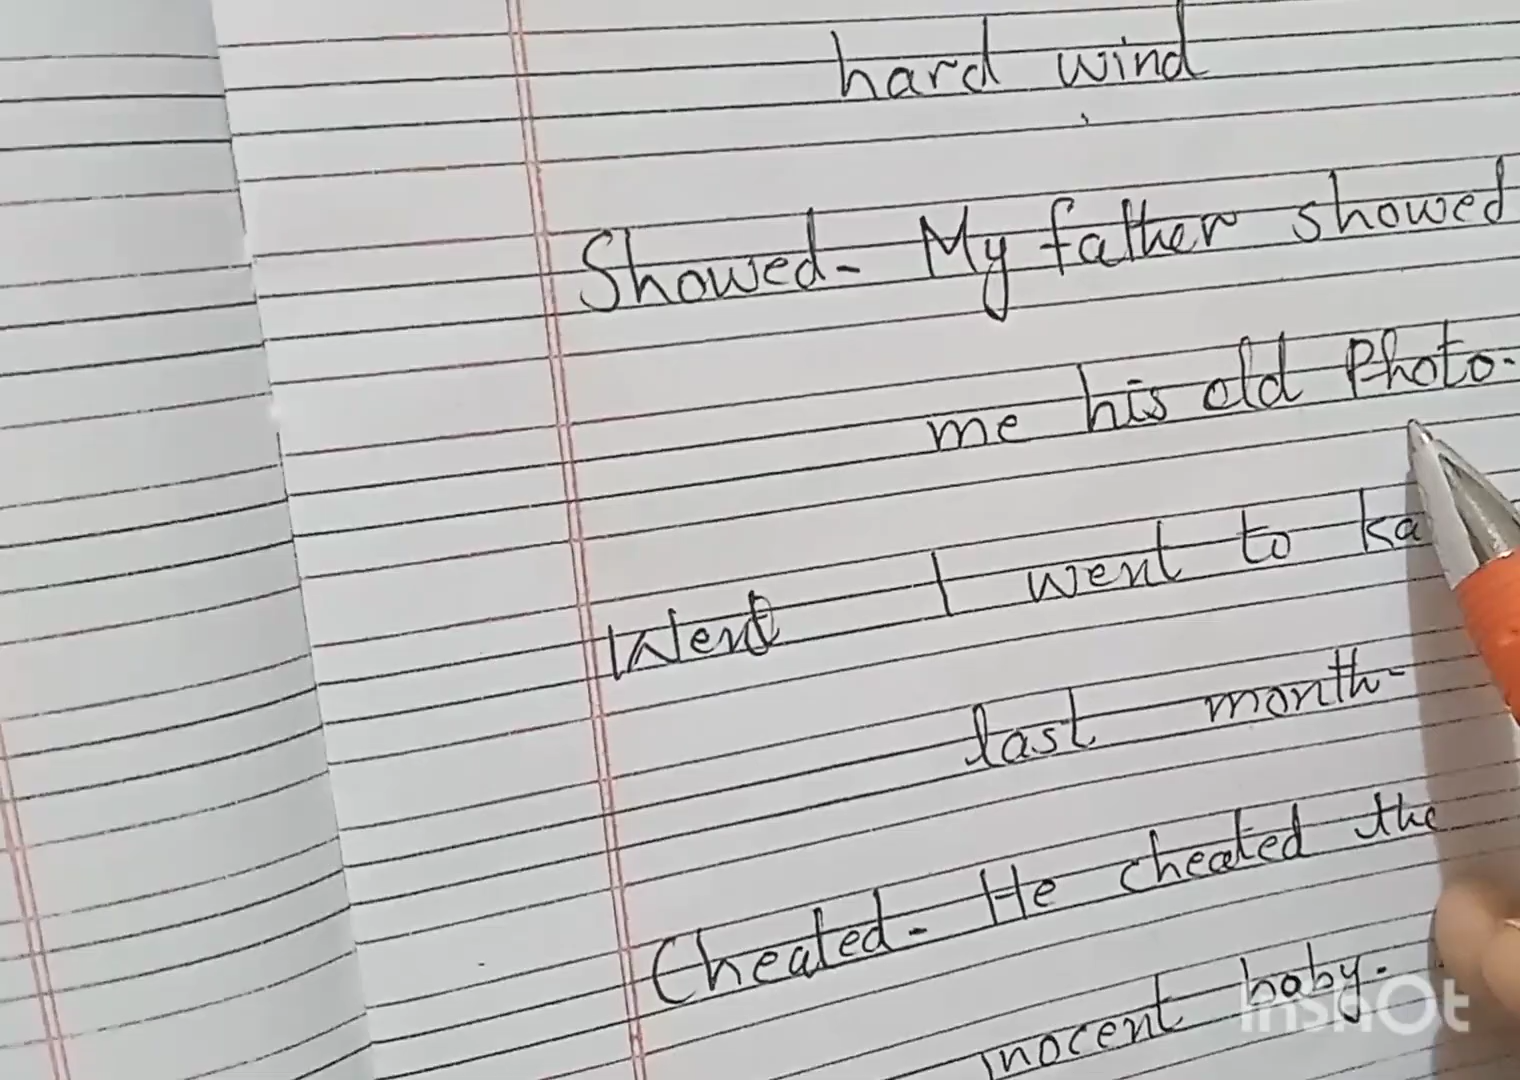 hard wind
Showed- My father showed
me his old Photo.
Went I went to ka
last month-
Cheated- He cheated the
inocent baby.
InShOt